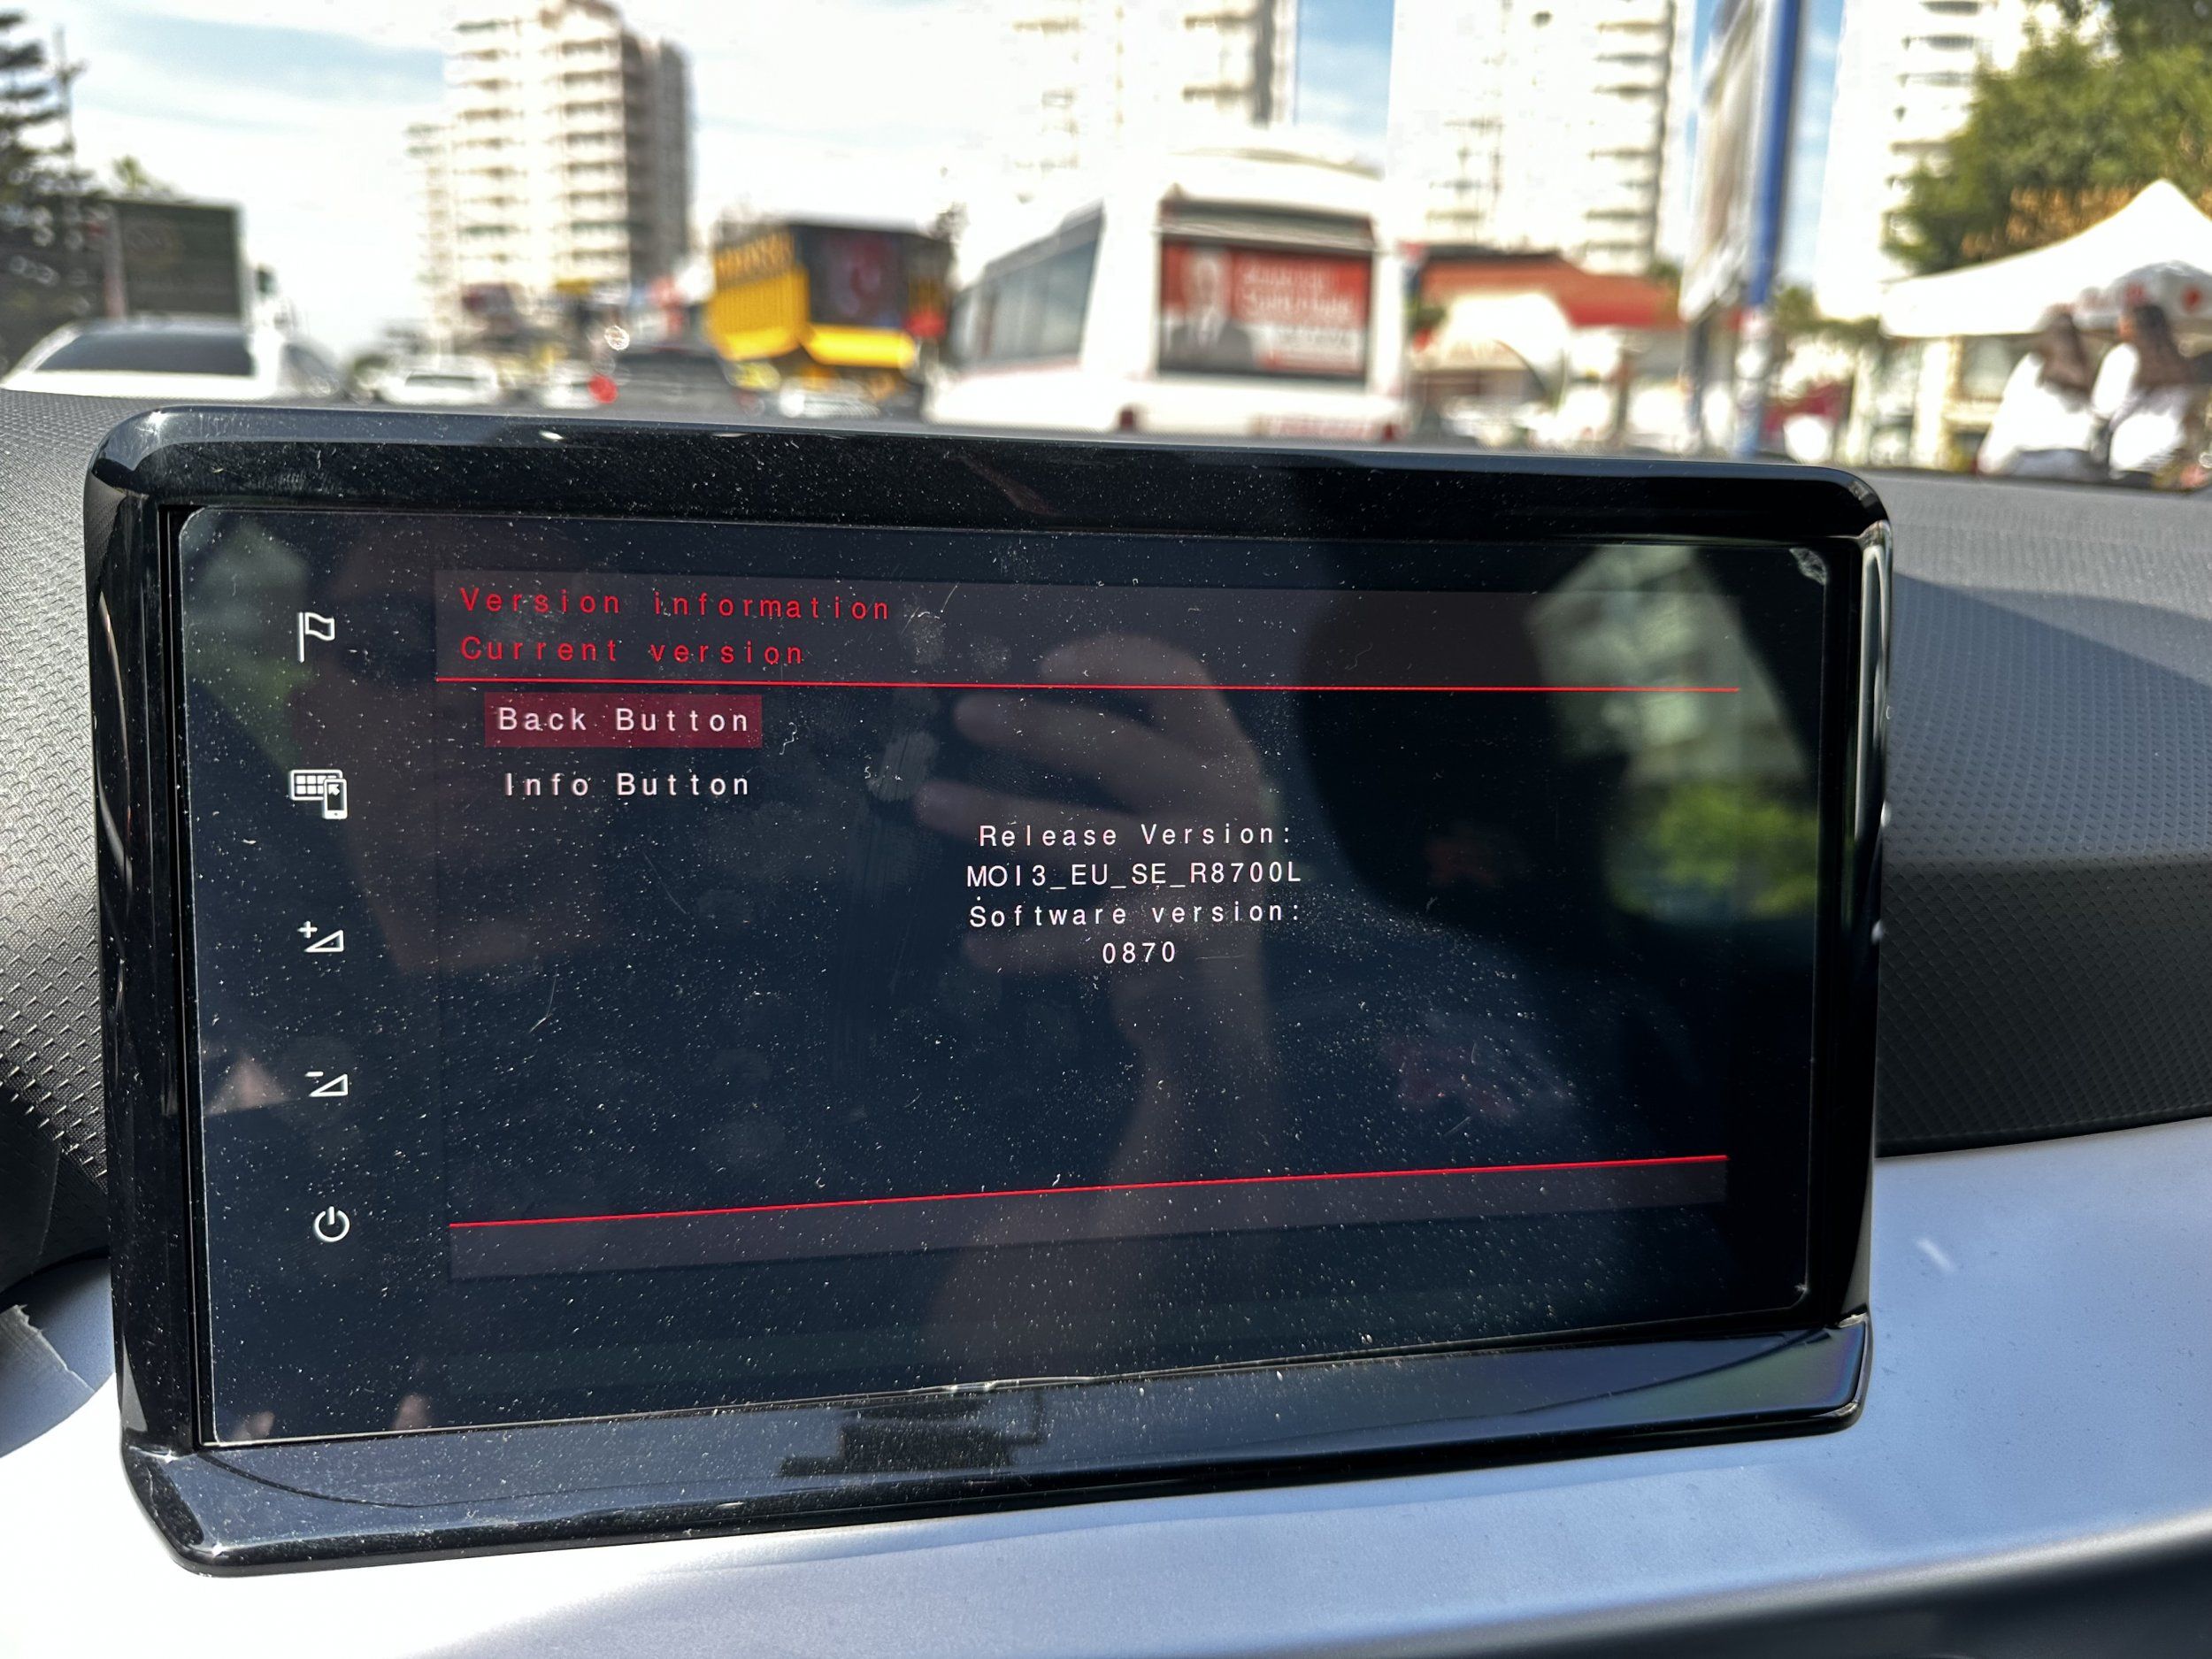 Version information
Current version
Back Button
Info Button
Release Version:
MOI3_EU_SE_R8700L
Software version:
0870